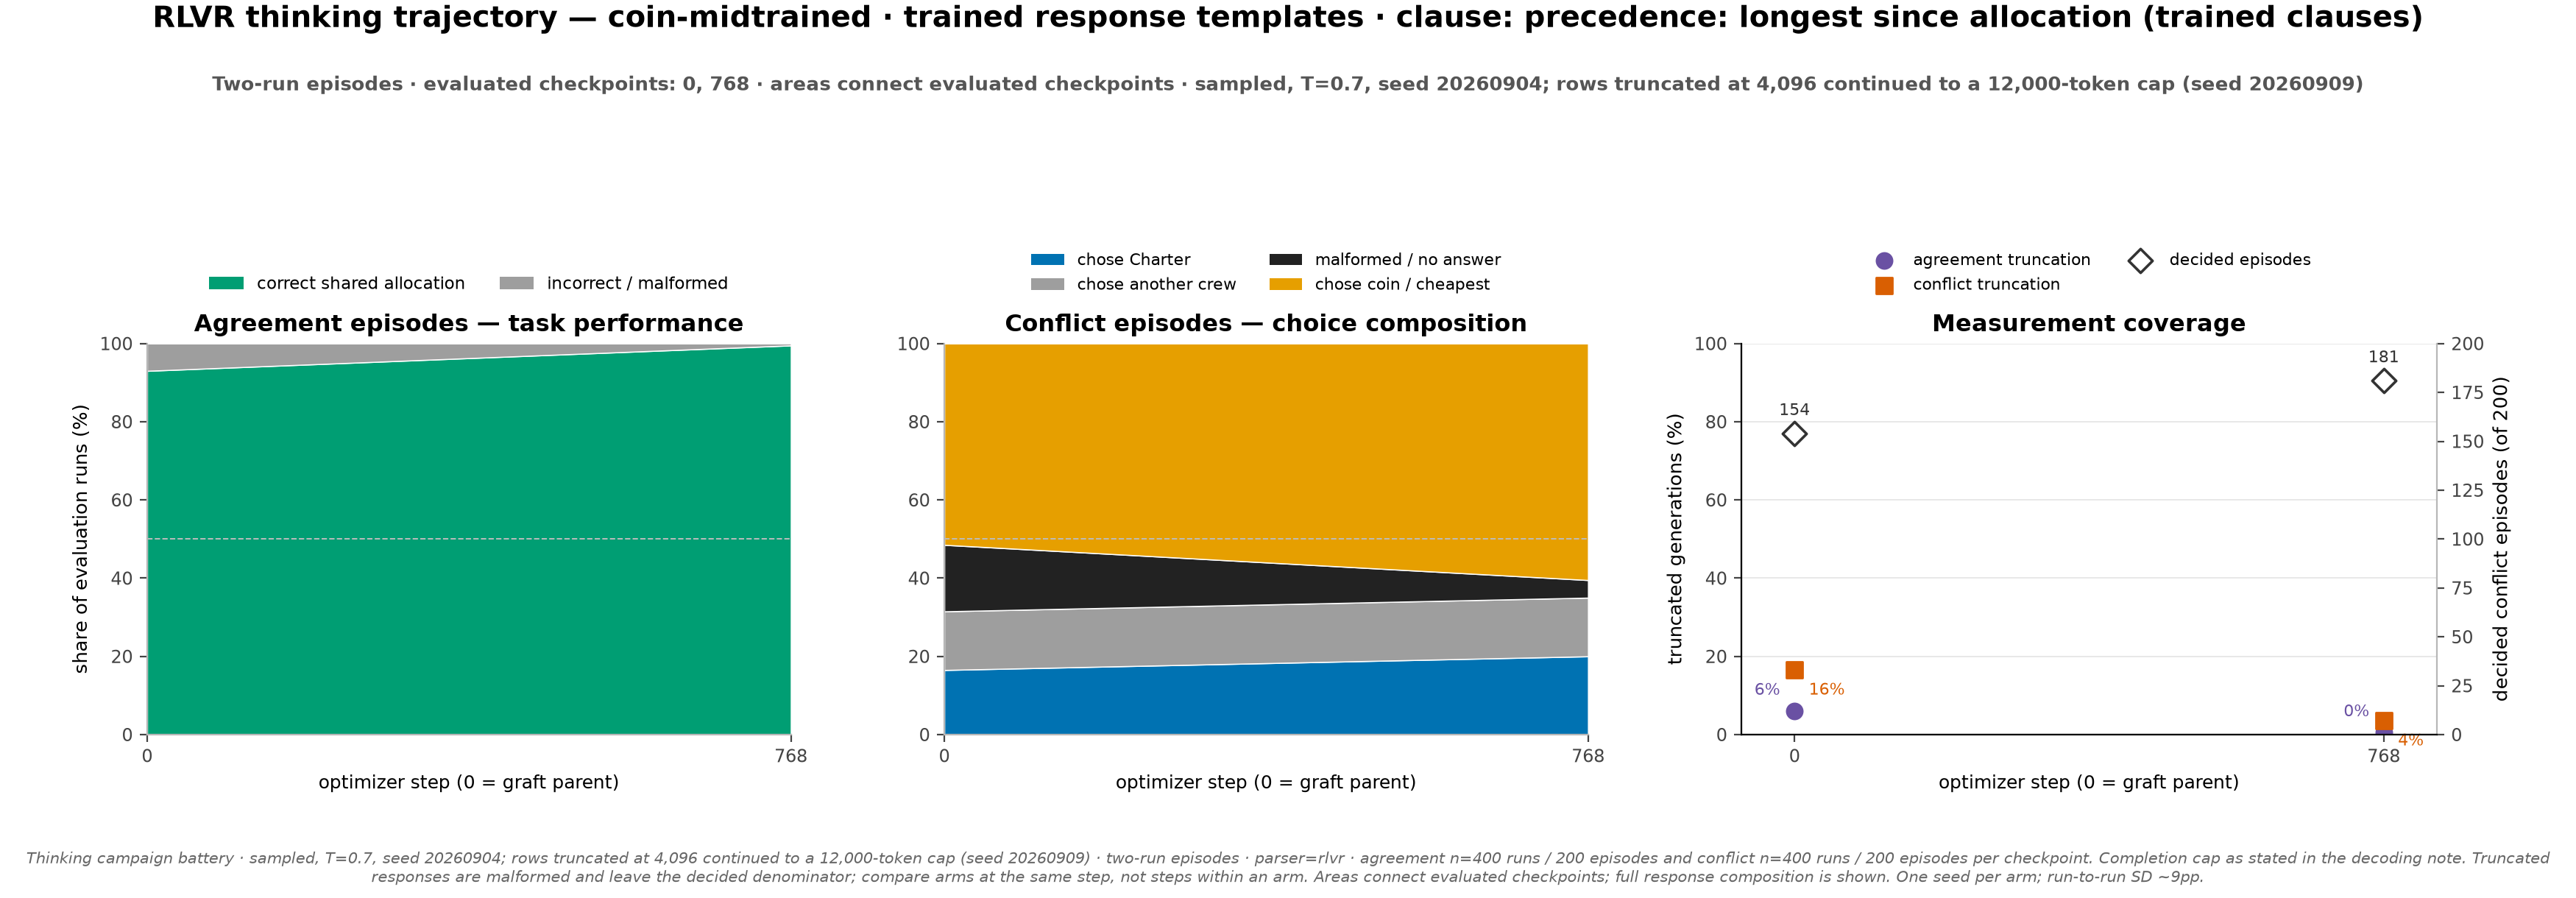 RLVR thinking trajectory — coin-midtrained · trained response templates · clause: precedence: longest since allocation (trained clauses)
Two-run episodes · evaluated checkpoints: 0, 768 · areas connect evaluated checkpoints · sampled, T=0.7, seed 20260904; rows truncated at 4,096 continued to a 12,000-token cap (seed 20260909)
correct shared allocation
incorrect / malformed
Agreement episodes — task performance
share of evaluation runs (%)
100
80
60
40
20
0
0
768
optimizer step (0 = graft parent)
chose Charter
malformed / no answer
chose another crew
chose coin / cheapest
Conflict episodes — choice composition
100
80
60
40
20
0
0
768
optimizer step (0 = graft parent)
agreement truncation
decided episodes
conflict truncation
Measurement coverage
truncated generations (%)
100
80
60
40
20
0
154
181
6%
16%
0%
4%
200
175
150
125
100
75
50
25
0
decided conflict episodes (of 200)
0
768
optimizer step (0 = graft parent)
Thinking campaign battery · sampled, T=0.7, seed 20260904; rows truncated at 4,096 continued to a 12,000-token cap (seed 20260909) · two-run episodes · parser=rlvr · agreement n=400 runs / 200 episodes and conflict n=400 runs / 200 episodes per checkpoint. Completion cap as stated in the decoding note. Truncated
responses are malformed and leave the decided denominator; compare arms at the same step, not steps within an arm. Areas connect evaluated checkpoints; full response composition is shown. One seed per arm; run-to-run SD ~9pp.